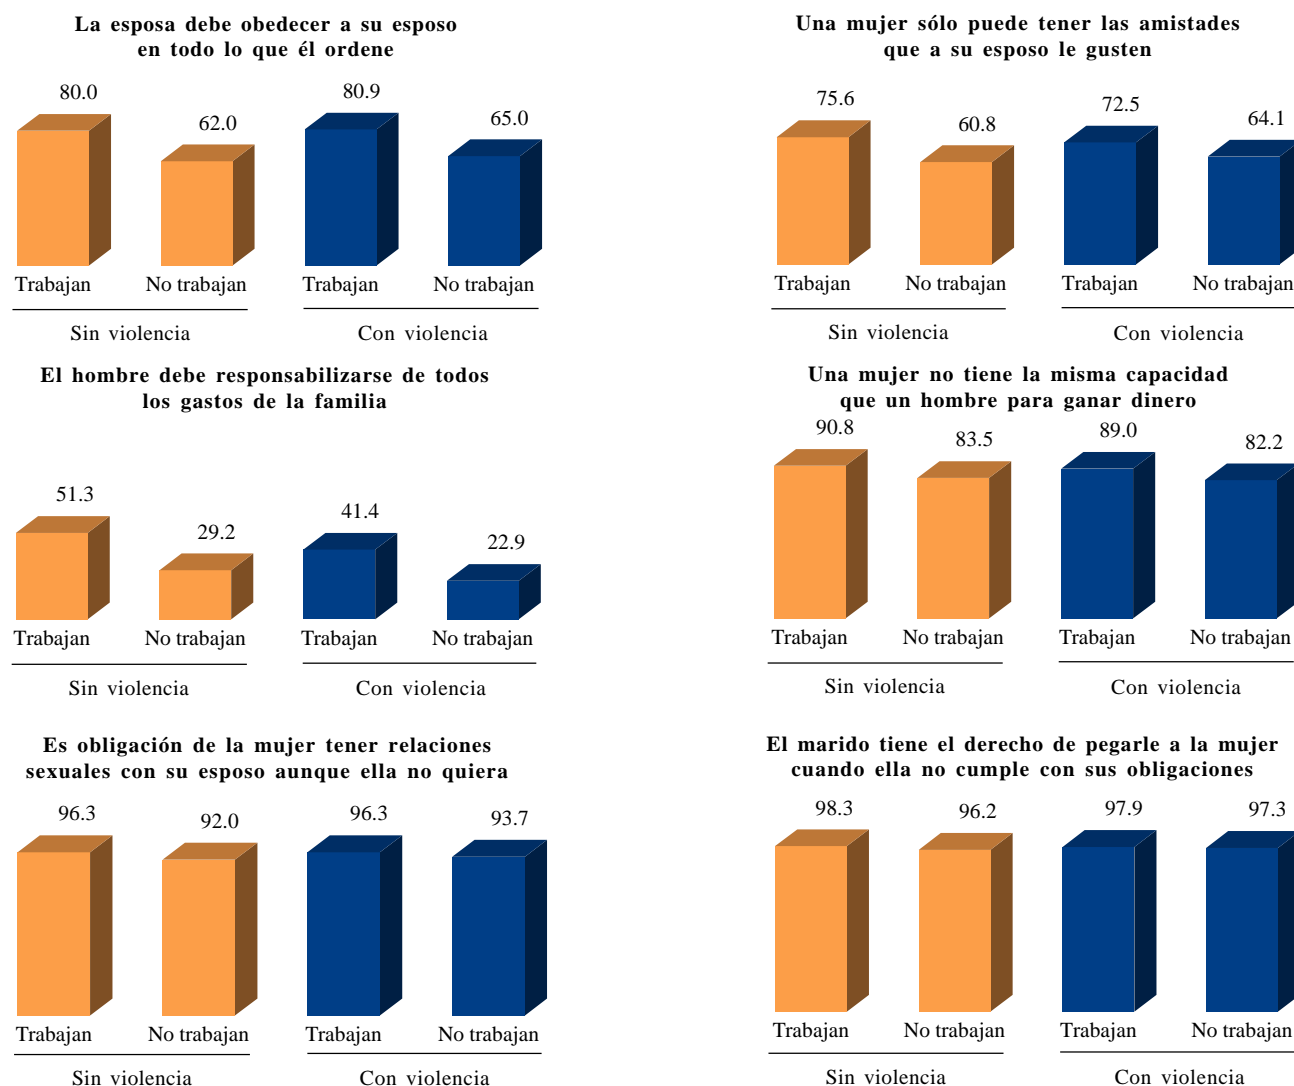 La esposa debe obedecer a su esposo
en todo lo que él ordene
80.0
62.0
80.9
65.0
Trabajan No trabajan Trabajan No trabajan
Sin violencia Con violencia
Una mujer sólo puede tener las amistades
que a su esposo le gusten
75.6
60.8
72.5
64.1
Trabajan No trabajan Trabajan No trabajan
Sin violencia Con violencia
El hombre debe responsabilizarse de todos
los gastos de la familia
51.3
29.2
41.4
22.9
Trabajan No trabajan Trabajan No trabajan
Sin violencia Con violencia
Una mujer no tiene la misma capacidad
que un hombre para ganar dinero
90.8
83.5
89.0
82.2
Trabajan No trabajan Trabajan No trabajan
Sin violencia Con violencia
Es obligación de la mujer tener relaciones
sexuales con su esposo aunque ella no quiera
96.3
92.0
96.3
93.7
Trabajan No trabajan Trabajan No trabajan
Sin violencia Con violencia
El marido tiene el derecho de pegarle a la mujer
cuando ella no cumple con sus obligaciones
98.3
96.2
97.9
97.3
Trabajan No trabajan Trabajan No trabajan
Sin violencia Con violencia